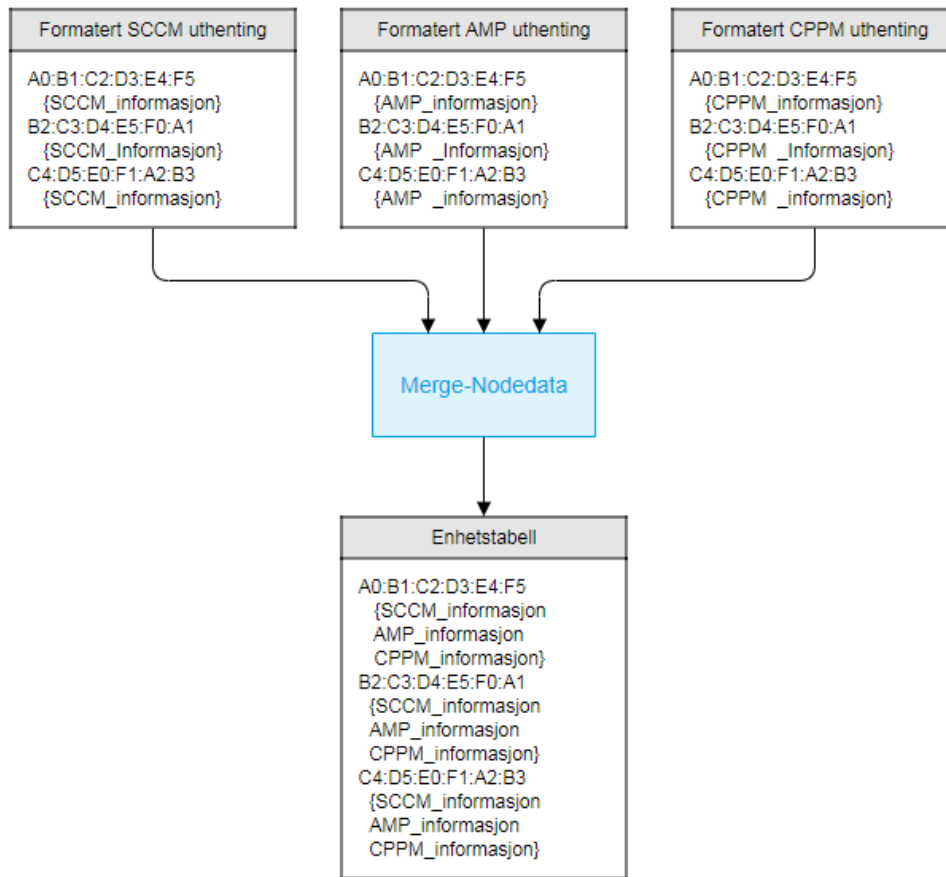 Formatert SCCM uthenting
A0:B1:C2:D3:E4:F5
{SCCM_informasjon}
B2:C3:D4:E5:F0:A1
{SCCM_Informasjon}
C4:D5:E0:F1:A2:B3
{SCCM_informasjon}
Formatert AMP uthenting
A0:B1:C2:D3:E4:F5
{AMP_informasjon}
B2:C3:D4:E5:F0:A1
{AMP _Informasjon}
C4:D5:E0:F1:A2:B3
{AMP _informasjon}
Formatert CPPM uthenting
A0:B1:C2:D3:E4:F5
{CPPM_informasjon}
B2:C3:D4:E5:F0:A1
{CPPM _Informasjon}
C4:D5:E0:F1:A2:B3
{CPPM _informasjon}
Merge-Nodedata
Enhetstabell
A0:B1:C2:D3:E4:F5
{SCCM_informasjon
AMP_informasjon
CPPM_informasjon}
B2:C3:D4:E5:F0:A1
{SCCM_informasjon
AMP_informasjon
CPPM_informasjon}
C4:D5:E0:F1:A2:B3
{SCCM_informasjon
AMP_informasjon
CPPM_informasjon}